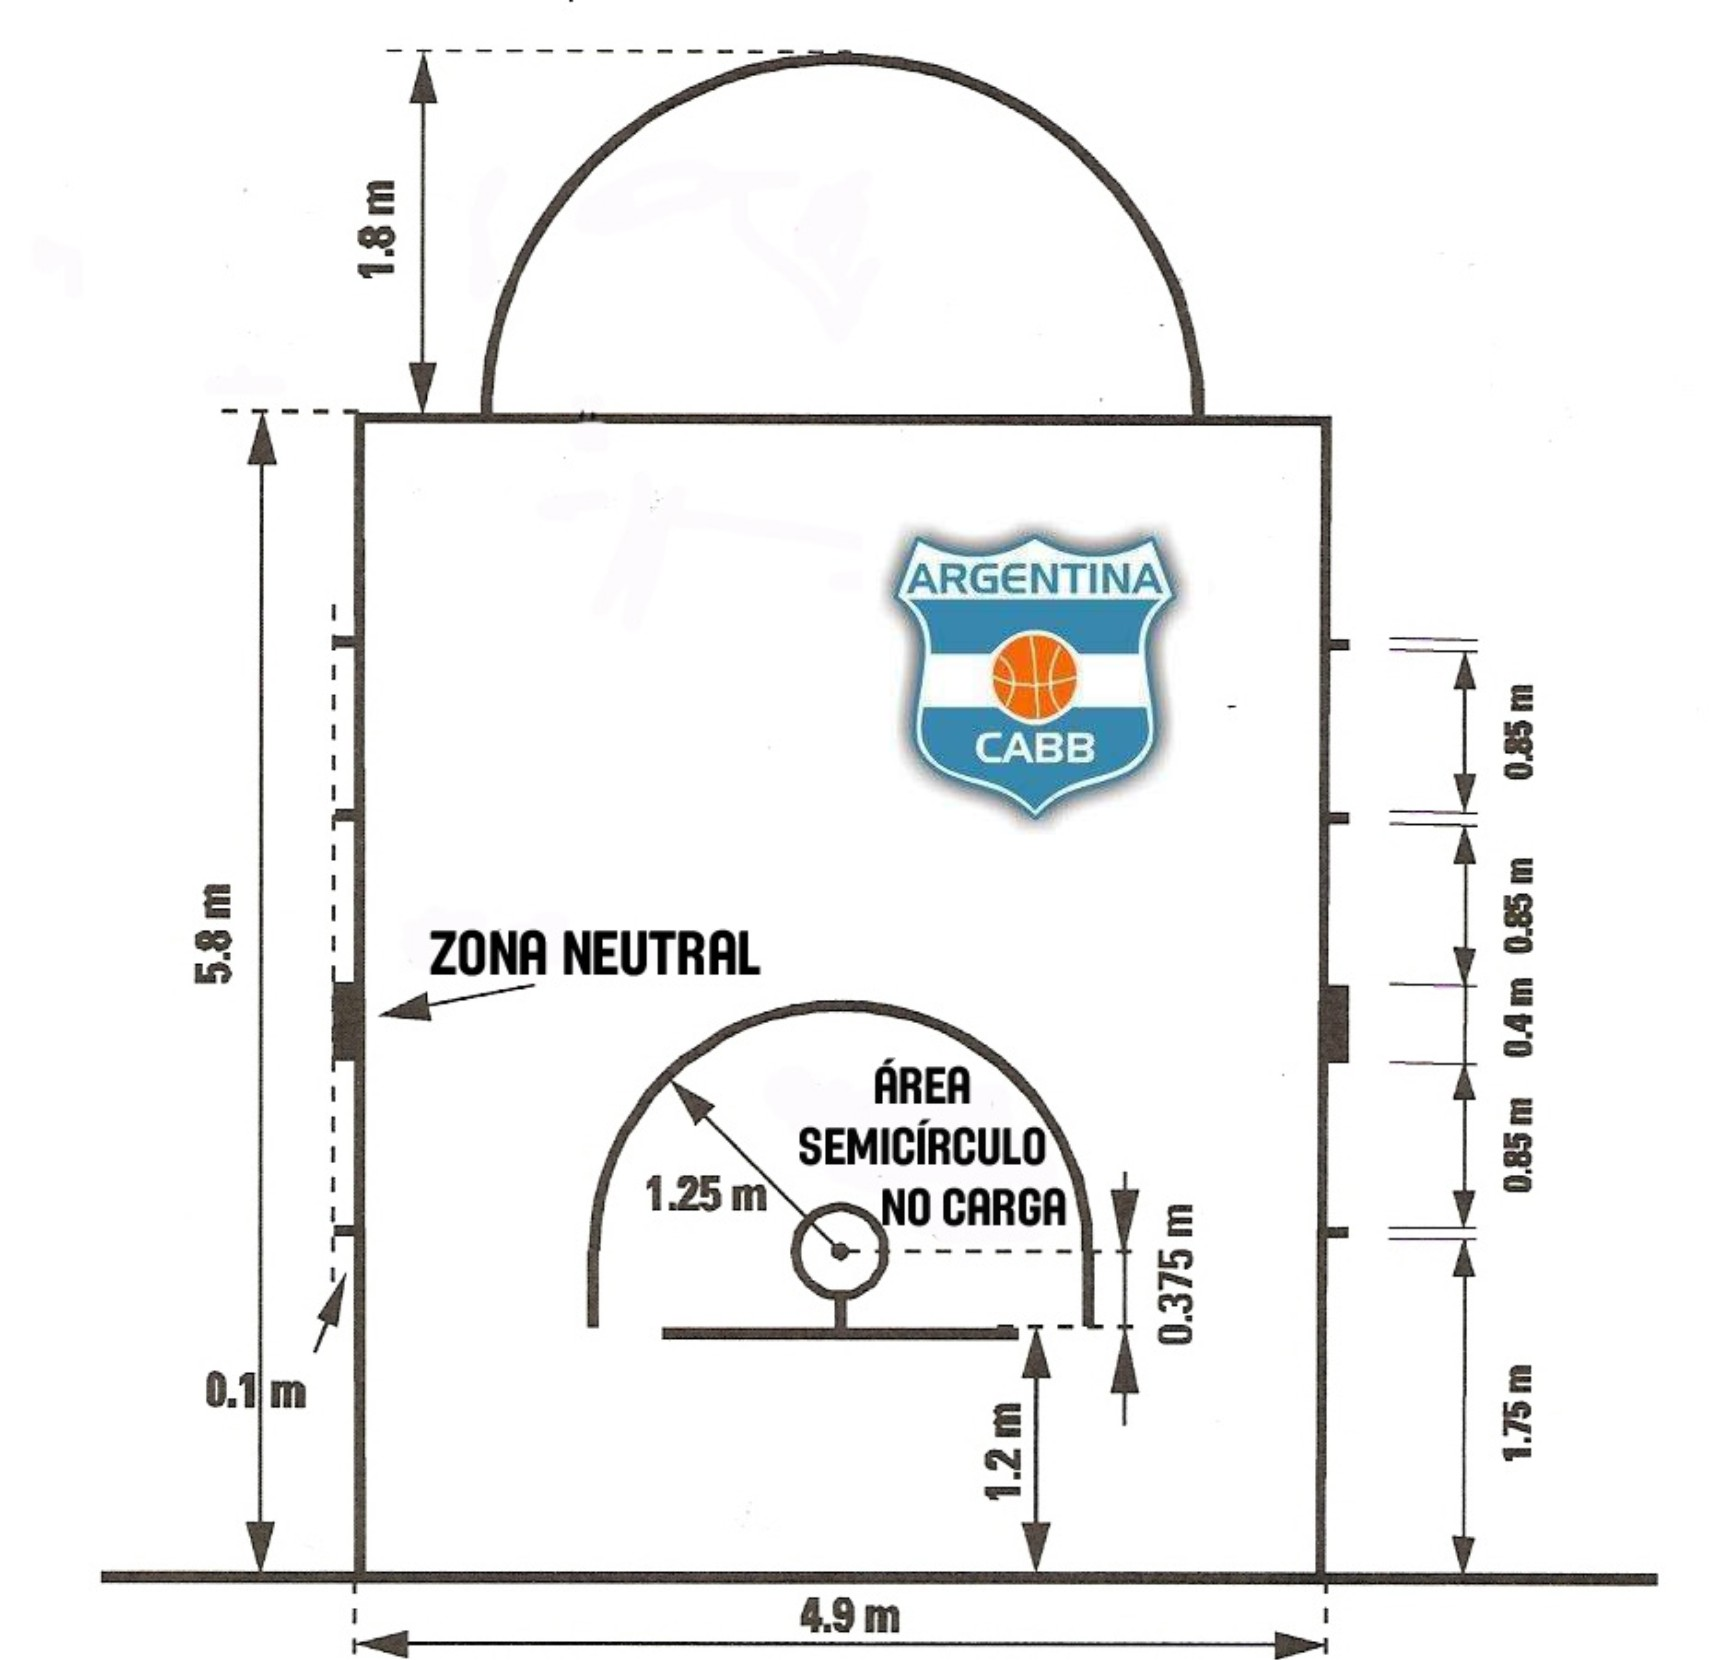 1.8 m
ARGENTINA
CABB
0.85 m
0.85 m
5.8 m
ZONA NEUTRAL
0.4 m
ÁREA
SEMICÍRCULO
NO CARGA
0.85 m
1.25 m
0.375 m
0.1 m
1.2 m
1.75 m
4.9 m